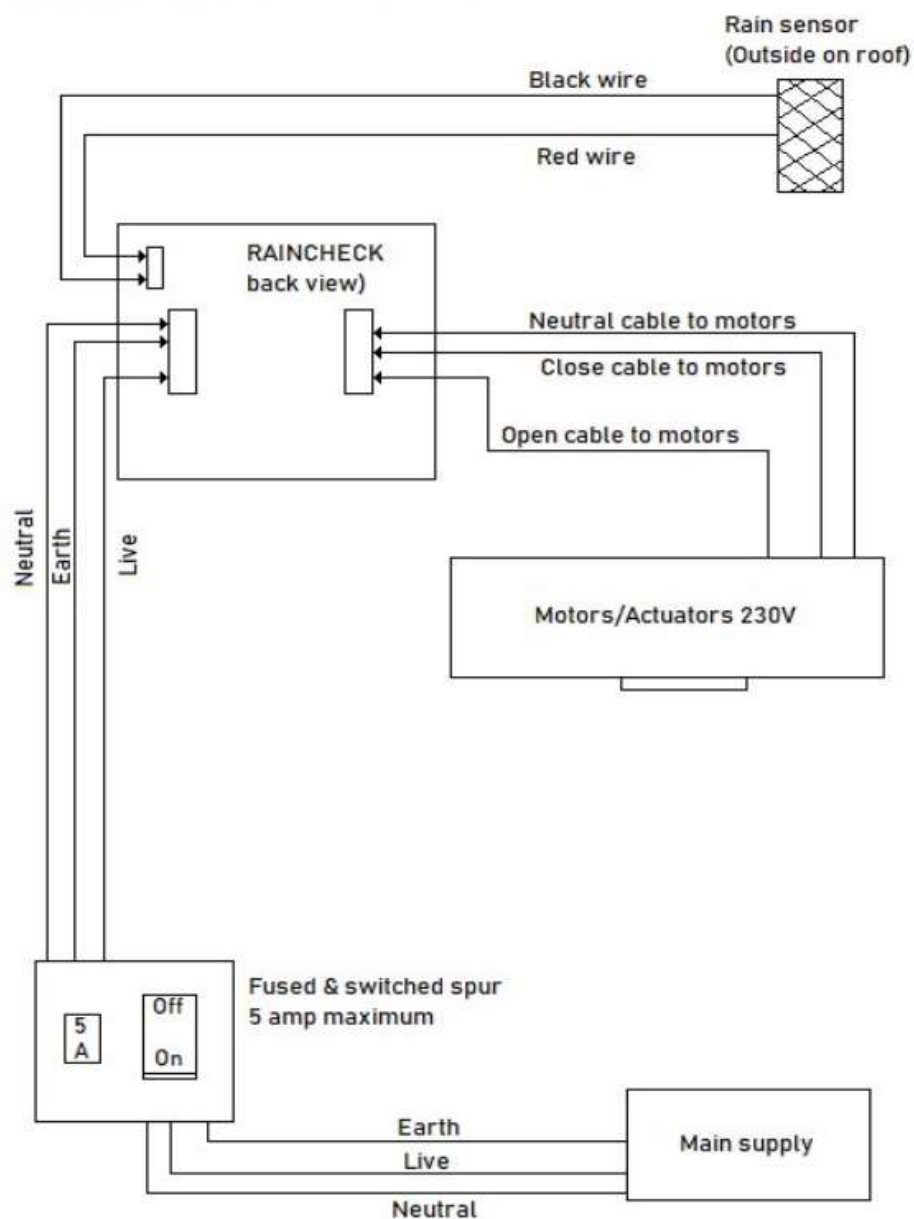 Rain sensor
(Outside on roof)
Black wire
Red wire
RAINCHECK
back view)
Neutral cable to motors
Close cable to motors
Open cable to motors
Neutral
Earth
Live
Motors/Actuators 230V
Fused & switched spur
5 amp maximum
5
A
Off
On
Earth
Live
Neutral
Main supply